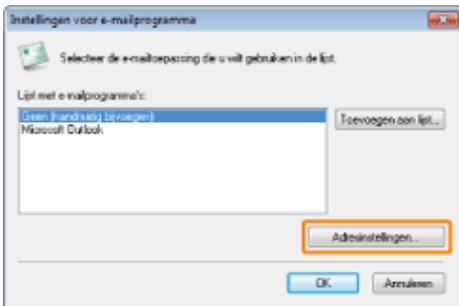 Instellingen voor e-mailprogramma
Selecteer de e-mailtoepassing die u wilt gebruiken in de lijst.
Lijst met e-mailprogramma's:
Geen (handmatig bijvoegen)
Microsoft Outlook
Toevoegen aan lijst...
Adresinstellingen...
OK
Annuleren